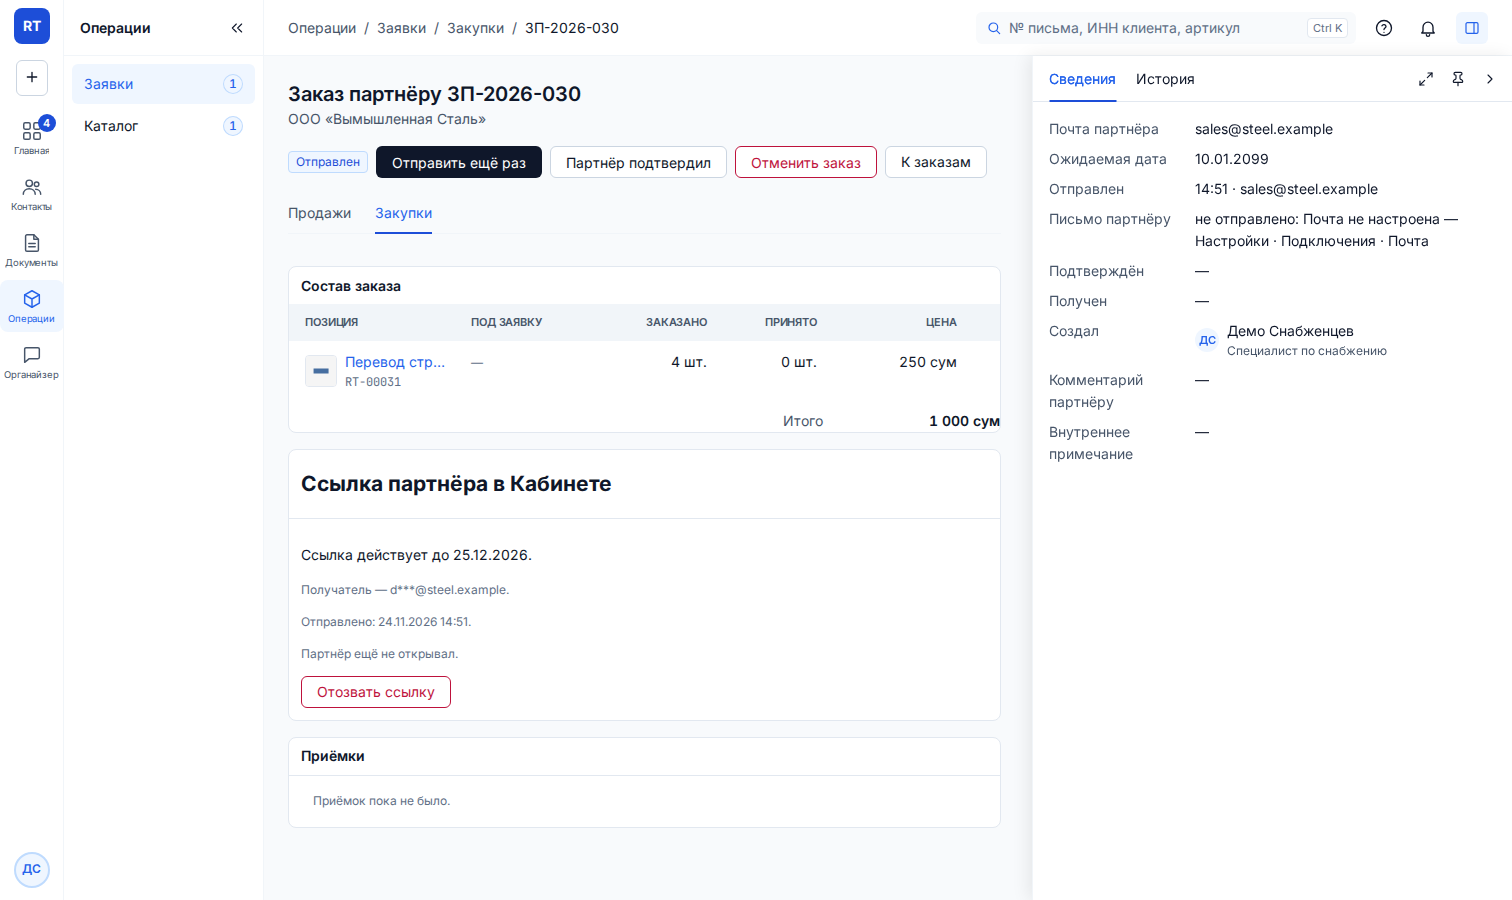 RT
Операции
Операции / Заявки / Закупки / ЗП-2026-030
№ письма, ИНН клиента, артикул
Ctrl K
4
Главная
Контакты
Документы
Операции
Органайзер
ДС
Заявки 1
Каталог 1
Заказ партнёру ЗП-2026-030
ООО «Вымышленная Сталь»
Отправлен
Отправить ещё раз
Партнёр подтвердил
Отменить заказ
К заказам
Продажи
Закупки
Состав заказа
ПОЗИЦИЯ ПОД ЗАЯВКУ ЗАКАЗАНО ПРИНЯТО ЦЕНА
Перевод стр... — 4 шт. 0 шт. 250 сум
RT-00031
Итого 1 000 сум
Ссылка партнёра в Кабинете
Ссылка действует до 25.12.2026.
Получатель — d***@steel.example.
Отправлено: 24.11.2026 14:51.
Партнёр ещё не открывал.
Отозвать ссылку
Приёмки
Приёмок пока не было.
Сведения
История
Почта партнёра sales@steel.example
Ожидаемая дата 10.01.2099
Отправлен 14:51 · sales@steel.example
Письмо партнёру не отправлено: Почта не настроена —
Настройки · Подключения · Почта
Подтверждён —
Получен —
Создал ДС Демо Снабженцев
Специалист по снабжению
Комментарий —
партнёру
Внутреннее —
примечание